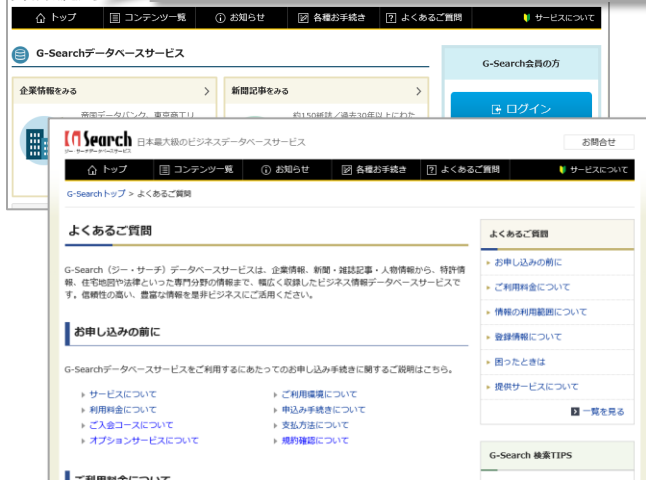 トップ コンテンツ一覧 お知らせ 各種お手続き よくあるご質問 サービスについて
G-Searchデータベースサービス
G-Search会員の方
企業情報をみる
新聞記事をみる
帝国データバンク、東京商工リ
約150紙誌/過去30年以上にわた
ログイン
G-Search 日本最大級のビジネスデータベースサービス
ジー・サーチデータベースサービス
お問合せ
トップ コンテンツ一覧 お知らせ 各種お手続き よくあるご質問 サービスについて
G-Searchトップ > よくあるご質問
よくあるご質問
G-Search(ジー・サーチ)データベースサービスは、企業情報、新聞・雑誌記事・人物情報から、特許情
報、住宅地図や法律といった専門分野の情報まで、幅広く収録したビジネス情報データベースサービスで
す。信頼性の高い、豊富な情報を是非ビジネスにご活用ください。
お申し込みの前に
G-Searchデータベースサービスをご利用するにあたってのお申し込み手続きに関するご説明はこちら。
サービスについて
利用料金について
ご入会コースについて
オプションサービスについて
ご利用環境について
申込み手続きについて
支払方法について
規約確認について
ご利用料金について
よくあるご質問
お申し込みの前に
ご利用料金について
情報の利用範囲について
登録情報について
困ったときは
提供サービスについて
一覧を見る
G-Search 検索TIPS